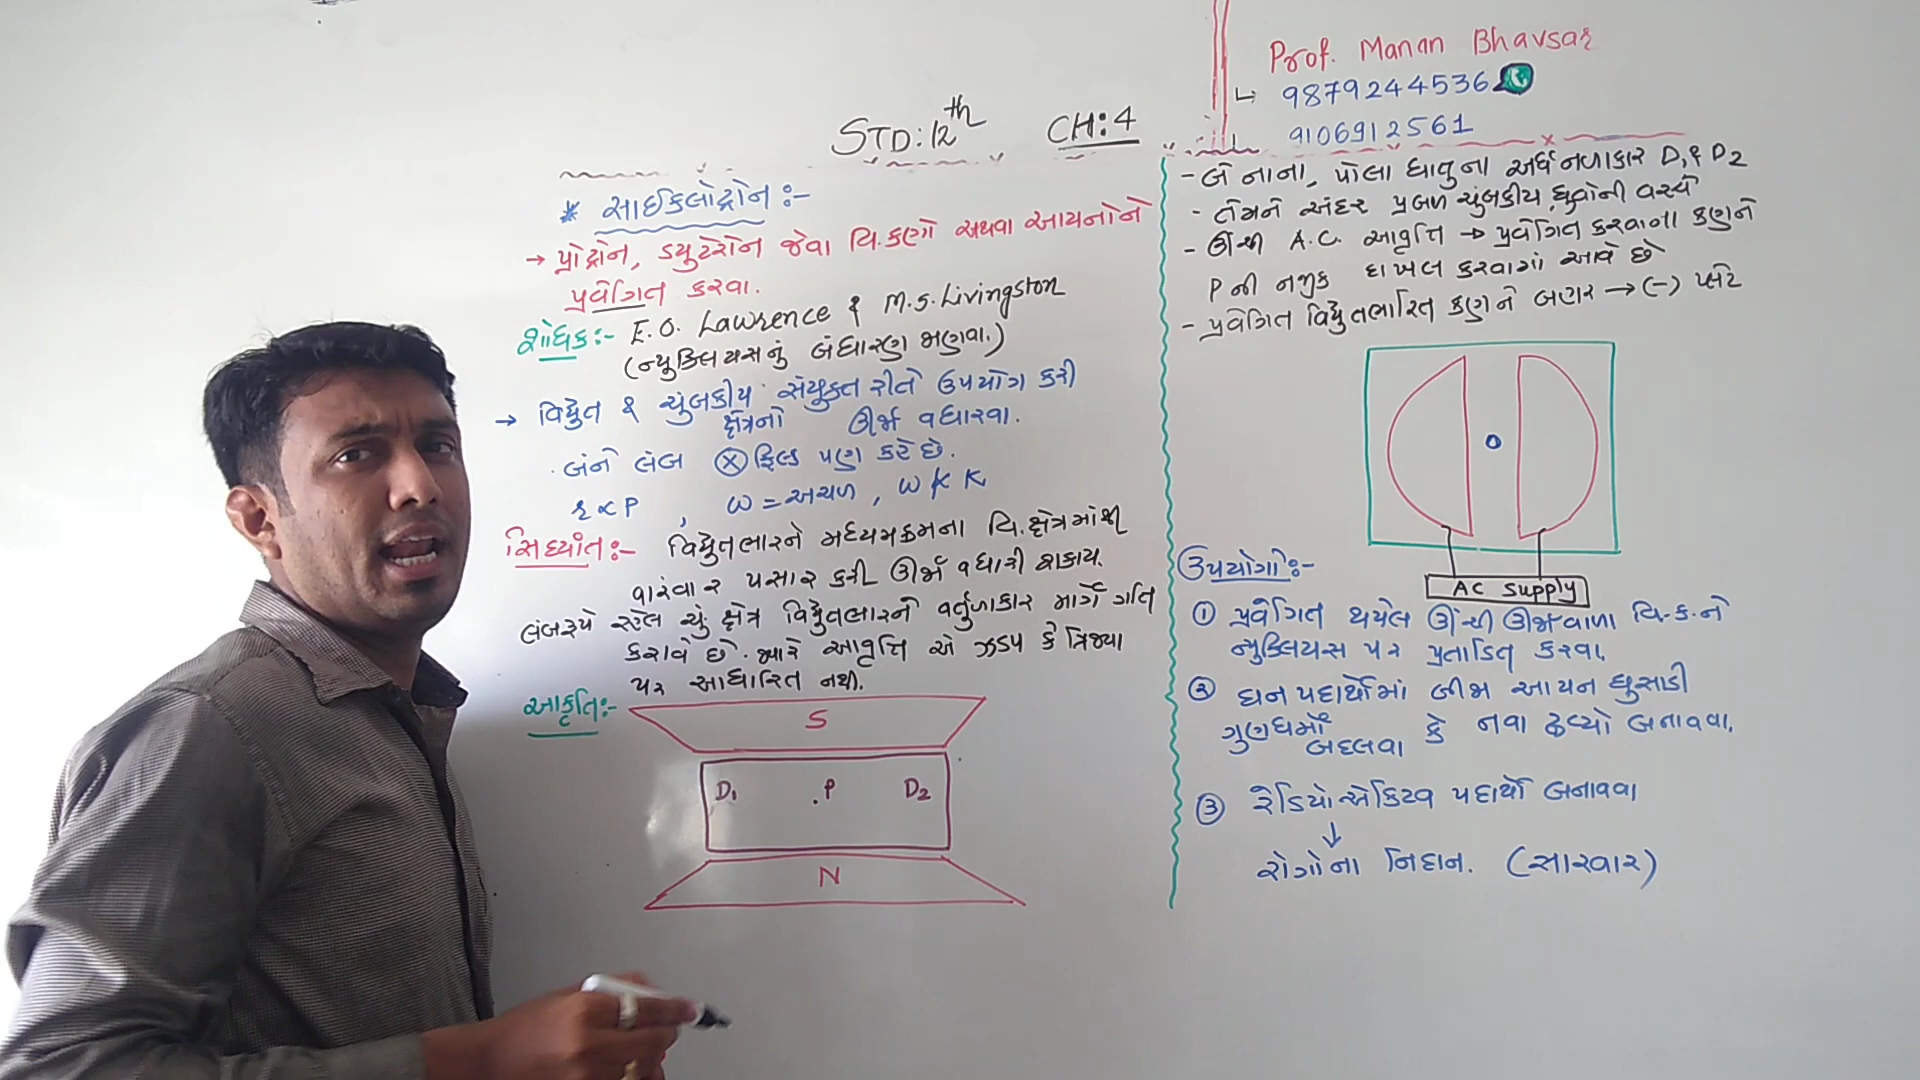 Prof. Manan Bhavsar
9879244536
9106912561
STD:12th CH:4
* સાઈકલોટ્રોન :-
→ પ્રોટ્રોન, ડ્યુટેરોન જેવા વિ.કણો અથવા આયનોને
પ્રવેગિત કરવા.
શોધક:- E.O. Lawrence & M.S. Livingston
(ન્યુક્લિયસનું બંધારણ ભણવા.)
→ વિદ્યુત & ચુંબકીય સંયુક્ત રીતે ઉપયોગ કરી
ક્ષેત્રનો ઊર્જા વધારવા.
. બંને લંબ ⊗ ફિલ્ડ પણ કરે છે.
r ∝ P , ω = અચળ ,
સિધ્ધાંત:- વિદ્યુતભારને મધ્યમક્રમના વિ.ક્ષેત્રમાંથી
વારંવાર પસાર કરી ઊર્જા વધારી શકાય.
લંબરૂપે ચું. ક્ષેત્ર વિદ્યુતભારને વર્તુળાકાર માર્ગે ગતિ
કરાવે છે. જ્યારે આવૃત્તિ એ ઝડપ કે ત્રિજ્યા
પર આધારિત નથી.
આકૃતિ:-
S
D1 .P D2
N
- બે નાના, પોલા ધાતુના અર્ધનળાકાર D1 & D2
- તેમને અંદર પ્રબળ ચુંબકીય ધ્રુવોની વચ્ચે
- ઊંચી A.C. આવૃત્તિ → પ્રવેગિત કરવાના કણને
P ની નજીક દાખલ કરવામાં આવે છે
- પ્રવેગિત વિદ્યુતભારિત કણને બહાર → (-) પ્લેટ
AC Supply
ઉપયોગો:-
① પ્રવેગિત થયેલ ઊંચી ઊર્જાવાળા વિ.ક.ને
ન્યુક્લિયસ પર પ્રતાડિત કરવા.
② ઘન પદાર્થોમાં બીજા આયન ઘુસાડી
ગુણધર્મો બદલવા કે નવા દ્રવ્યો બનાવવા.
③ રેડિયો એક્ટિવ પદાર્થો બનાવવા
↓
રોગોના નિદાન. (સારવાર)